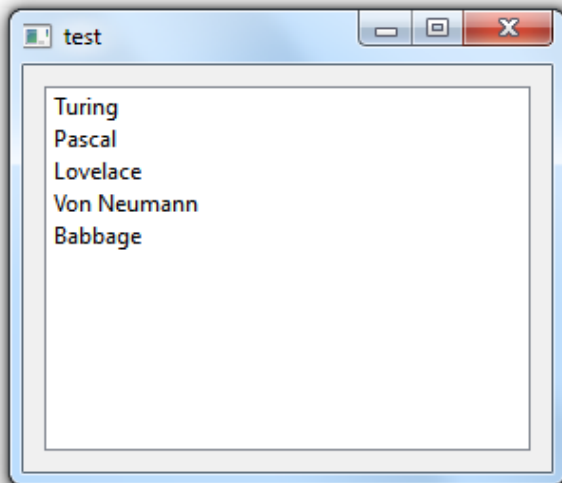 test
Turing
Pascal
Lovelace
Von Neumann
Babbage